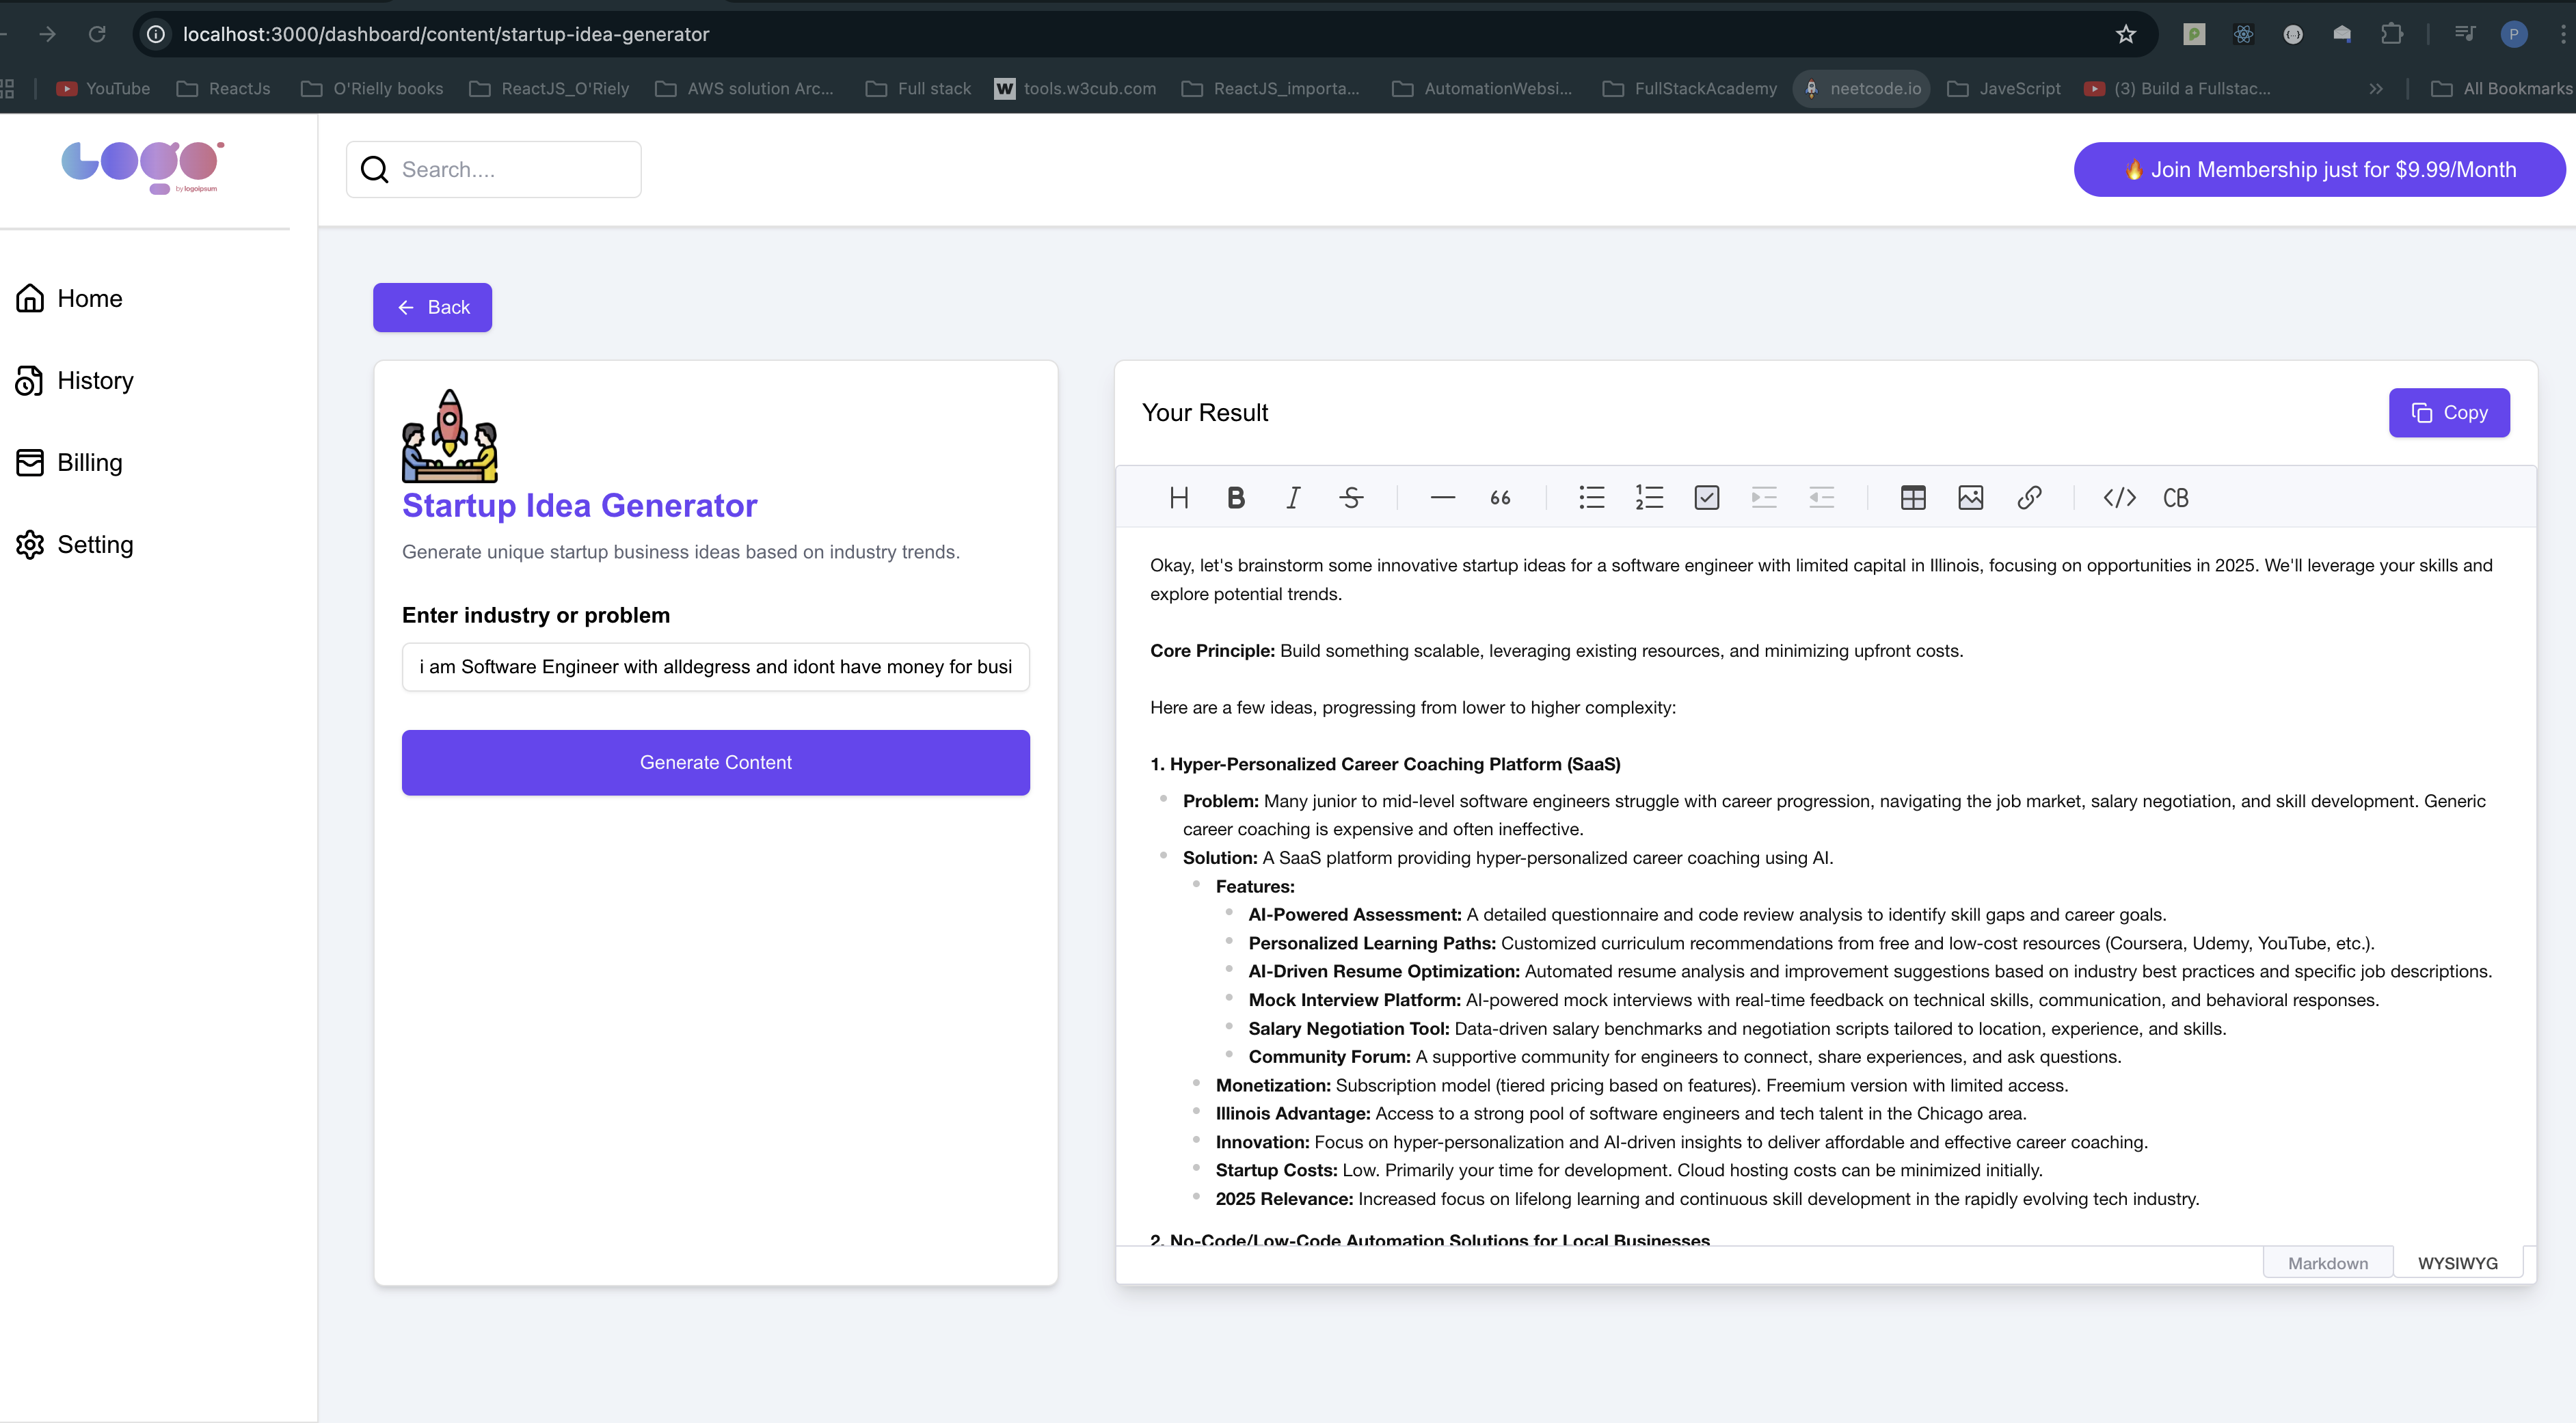 localhost:3000/dashboard/content/startup-idea-generator
P
YouTube
ReactJs
O'Rielly books
ReactJS_O'Riely
AWS solution Arc...
Full stack
W tools.w3cub.com
ReactJS_importa...
AutomationWebsi...
FullStackAcademy
neetcode.io
JaveScript
(3) Build a Fullstac...
All Bookmarks
Logo
by logoipsum
Search....
🔥 Join Membership just for $9.99/Month
Home
History
Billing
Setting
Back
Startup Idea Generator
Generate unique startup business ideas based on industry trends.
Enter industry or problem
i am Software Engineer with alldegress and idont have money for busi
Generate Content
Your Result
Copy
H B I S 66 CB
Okay, let's brainstorm some innovative startup ideas for a software engineer with limited capital in Illinois, focusing on opportunities in 2025. We'll leverage your skills and
explore potential trends.
Core Principle: Build something scalable, leveraging existing resources, and minimizing upfront costs.
Here are a few ideas, progressing from lower to higher complexity:
1. Hyper-Personalized Career Coaching Platform (SaaS)
Problem: Many junior to mid-level software engineers struggle with career progression, navigating the job market, salary negotiation, and skill development. Generic
career coaching is expensive and often ineffective.
Solution: A SaaS platform providing hyper-personalized career coaching using AI.
Features:
AI-Powered Assessment: A detailed questionnaire and code review analysis to identify skill gaps and career goals.
Personalized Learning Paths: Customized curriculum recommendations from free and low-cost resources (Coursera, Udemy, YouTube, etc.).
AI-Driven Resume Optimization: Automated resume analysis and improvement suggestions based on industry best practices and specific job descriptions.
Mock Interview Platform: AI-powered mock interviews with real-time feedback on technical skills, communication, and behavioral responses.
Salary Negotiation Tool: Data-driven salary benchmarks and negotiation scripts tailored to location, experience, and skills.
Community Forum: A supportive community for engineers to connect, share experiences, and ask questions.
Monetization: Subscription model (tiered pricing based on features). Freemium version with limited access.
Illinois Advantage: Access to a strong pool of software engineers and tech talent in the Chicago area.
Innovation: Focus on hyper-personalization and AI-driven insights to deliver affordable and effective career coaching.
Startup Costs: Low. Primarily your time for development. Cloud hosting costs can be minimized initially.
2025 Relevance: Increased focus on lifelong learning and continuous skill development in the rapidly evolving tech industry.
2. No-Code/Low-Code Automation Solutions for Local Businesses
Markdown
WYSIWYG